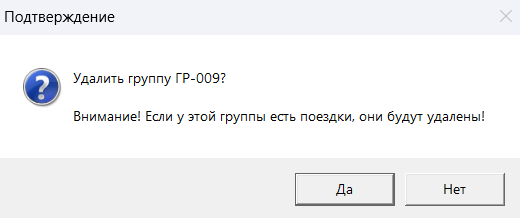 Подтверждение
Удалить группу ГР-009?
Внимание! Если у этой группы есть поездки, они будут удалены!
Да
Нет